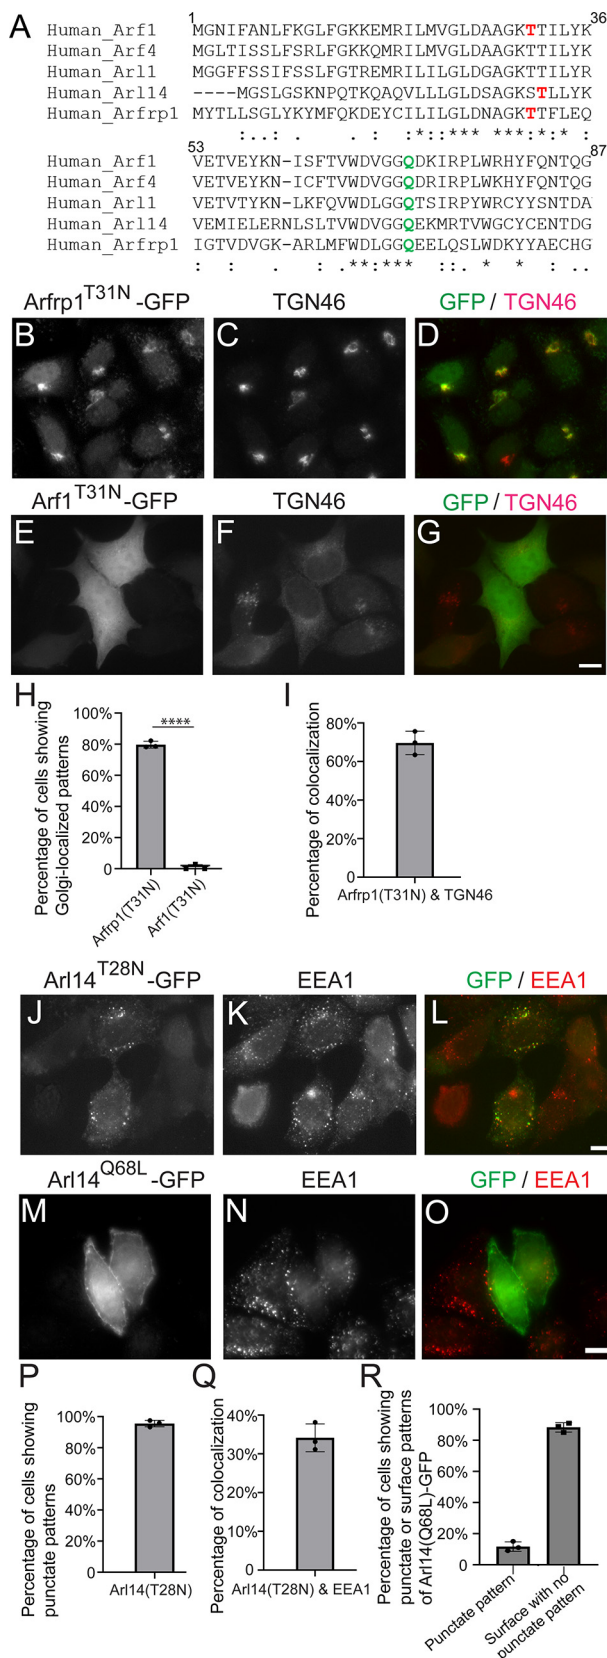 A
1 36
Human_Arf1 MGNIFANLFKGLFGKKEMRILMVGLDAAGKTTILYK
Human_Arf4 MGLTISSLFSRLFGKKQMRILMVGLDAAGKTTILYK
Human_Arl1 MGGFFSSIFSSLFGTREMRILILGLDGAGKTTILYR
Human_Arl14 ----MGSLGSKNPQTKQAQVLLLGLDSAGKSTLLYK
Human_Arfrp1 MYTLLSGLYKYMFQKDEYCILILGLDNAGKTTFLEQ
:..: . . :*:*** ***:*: * :
53 87
Human_Arf1 VETVEYKN-ISFTVWDVGGQDKIRPLWRHYFQNTQG
Human_Arf4 VETVEYKN-ICFTVWDVGGQDRIRPLWRHYFQNTQG
Human_Arl1 VETVTYKN-LKFQVWDLGGQTSIRPYWRCYYSNTDA
Human_Arl14 VEMIELERNLSLTVWDVGGQEKMRTVWGCYCENTDG
Human_Arfrp1 IGTVDVGK-ARLMFWDLGGQEELQSLWDKYYAECHG
: : . : .**:**** :: * * : ..
Arfrp1T31N-GFP TGN46 GFP / TGN46
B C D
Arf1T31N-GFP TGN46 GFP / TGN46
E F G
H
Percentage of cells showing
Golgi-localized patterns
100%
80%
60%
40%
20%
0
****
Arfrp1(T31N)
Arf1(T31N)
I
Percentage of colocalization
80%
60%
40%
20%
0
Arfrp1(T31N) & TGN46
Arl14T28N-GFP EEA1 GFP / EEA1
J K L
Arl14Q68L-GFP EEA1 GFP / EEA1
M N O
P
Percentage of cells showing
punctate patterns
100%
80%
60%
40%
20%
0
Arl14(T28N)
Q
Percentage of colocalization
40%
30%
20%
10%
0
Arl14(T28N) & EEA1
R
Percentage of cells showing
punctate or surface patterns
of Arl14(Q68L)-GFP
100%
80%
60%
40%
20%
0
Punctate pattern
Surface with no
punctate pattern